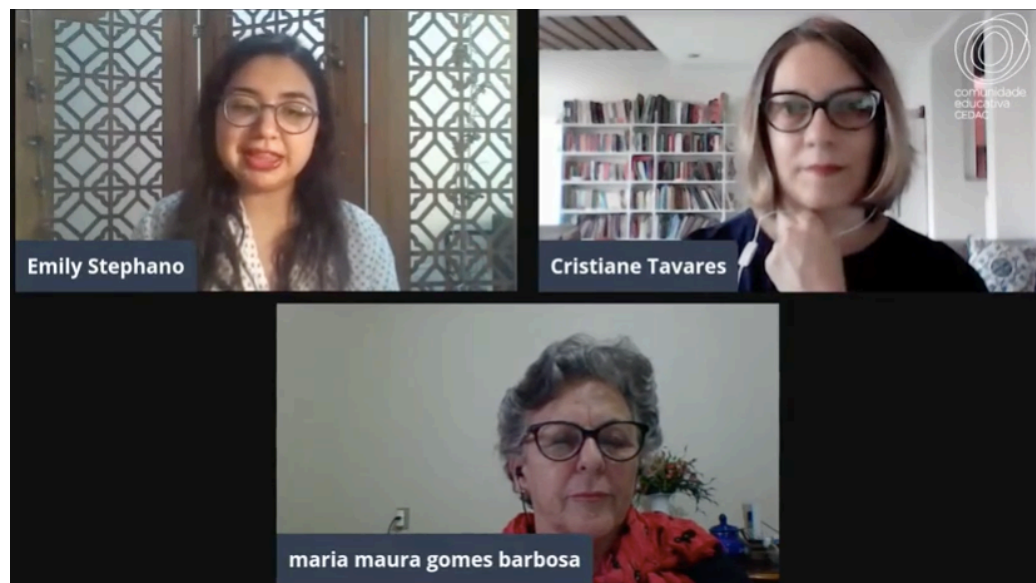 Emily Stephano
Cristiane Tavares
comunidade
educativa
CEDAC
maria maura gomes barbosa